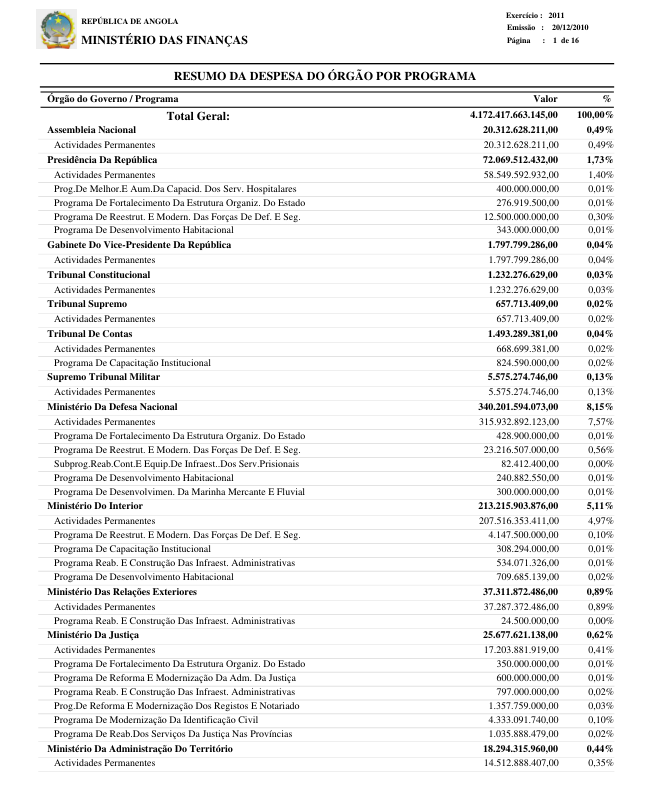 REPÚBLICA DE ANGOLA
MINISTÉRIO DAS FINANÇAS
Exercício : 2011
Emissão : 20/12/2010
Página : 1 de 16
RESUMO DA DESPESA DO ÓRGÃO POR PROGRAMA
Órgão do Governo / Programa Valor %
Total Geral: 4.172.417.663.145,00 100,00%
Assembleia Nacional 20.312.628.211,00 0,49%
Actividades Permanentes 20.312.628.211,00 0,49%
Presidência Da República 72.069.512.432,00 1,73%
Actividades Permanentes 58.549.592.932,00 1,40%
Prog.De Melhor.E Aum.Da Capacid. Dos Serv. Hospitalares 400.000.000,00 0,01%
Programa De Fortalecimento Da Estrutura Organiz. Do Estado 276.919.500,00 0,01%
Programa De Reestrut. E Modern. Das Forças De Def. E Seg. 12.500.000.000,00 0,30%
Programa De Desenvolvimento Habitacional 343.000.000,00 0,01%
Gabinete Do Vice-Presidente Da República 1.797.799.286,00 0,04%
Actividades Permanentes 1.797.799.286,00 0,04%
Tribunal Constitucional 1.232.276.629,00 0,03%
Actividades Permanentes 1.232.276.629,00 0,03%
Tribunal Supremo 657.713.409,00 0,02%
Actividades Permanentes 657.713.409,00 0,02%
Tribunal De Contas 1.493.289.381,00 0,04%
Actividades Permanentes 668.699.381,00 0,02%
Programa De Capacitação Institucional 824.590.000,00 0,02%
Supremo Tribunal Militar 5.575.274.746,00 0,13%
Actividades Permanentes 5.575.274.746,00 0,13%
Ministério Da Defesa Nacional 340.201.594.073,00 8,15%
Actividades Permanentes 315.932.892.123,00 7,57%
Programa De Fortalecimento Da Estrutura Organiz. Do Estado 428.900.000,00 0,01%
Programa De Reestrut. E Modern. Das Forças De Def. E Seg. 23.216.507.000,00 0,56%
Subprog.Reab.Cont.E Equip.De Infraest..Dos Serv.Prisionais 82.412.400,00 0,00%
Programa De Desenvolvimento Habitacional 240.882.550,00 0,01%
Programa De Desenvolvimen. Da Marinha Mercante E Fluvial 300.000.000,00 0,01%
Ministério Do Interior 213.215.903.876,00 5,11%
Actividades Permanentes 207.516.353.411,00 4,97%
Programa De Reestrut. E Modern. Das Forças De Def. E Seg. 4.147.500.000,00 0,10%
Programa De Capacitação Institucional 308.294.000,00 0,01%
Programa Reab. E Construção Das Infraest. Administrativas 534.071.326,00 0,01%
Programa De Desenvolvimento Habitacional 709.685.139,00 0,02%
Ministério Das Relações Exteriores 37.311.872.486,00 0,89%
Actividades Permanentes 37.287.372.486,00 0,89%
Programa Reab. E Construção Das Infraest. Administrativas 24.500.000,00 0,00%
Ministério Da Justiça 25.677.621.138,00 0,62%
Actividades Permanentes 17.203.881.919,00 0,41%
Programa De Fortalecimento Da Estrutura Organiz. Do Estado 350.000.000,00 0,01%
Programa De Reforma E Modernização Da Adm. Da Justiça 600.000.000,00 0,01%
Programa Reab. E Construção Das Infraest. Administrativas 797.000.000,00 0,02%
Prog.De Reforma E Modernização Dos Registos E Notariado 1.357.759.000,00 0,03%
Programa De Modernização Da Identificação Civil 4.333.091.740,00 0,10%
Programa De Reab.Dos Serviços Da Justiça Nas Províncias 1.035.888.479,00 0,02%
Ministério Da Administração Do Território 18.294.315.960,00 0,44%
Actividades Permanentes 14.512.888.407,00 0,35%